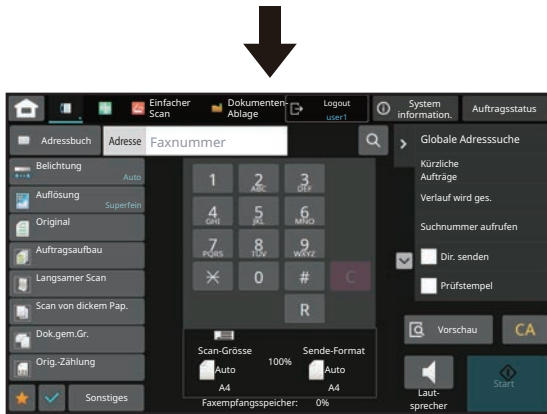 Einfacher Scan
Dokumenten-Ablage
Logout
user1
System information.
Auftragsstatus
Adressbuch
Adresse
Faxnummer
Globale Adresssuche
Belichtung
Auto
Auflösung
Superfein
Original
Auftragsaufbau
Langsamer Scan
Scan von dickem Pap.
Dok.gem.Gr.
Orig.-Zählung
Sonstiges
1
2 ABC
3 DEF
4 GHI
5 JKL
6 MNO
7 PQRS
8 TUV
9 WXYZ
0
#
C
R
Scan-Grösse
100%
Sende-Format
Auto
Auto
A4
A4
Faxempfangsspeicher: 0%
Kürzliche
Aufträge
Verlauf wird ges.
Suchnummer aufrufen
Dir. senden
Prüfstempel
Vorschau
CA
Laut-
sprecher
Start